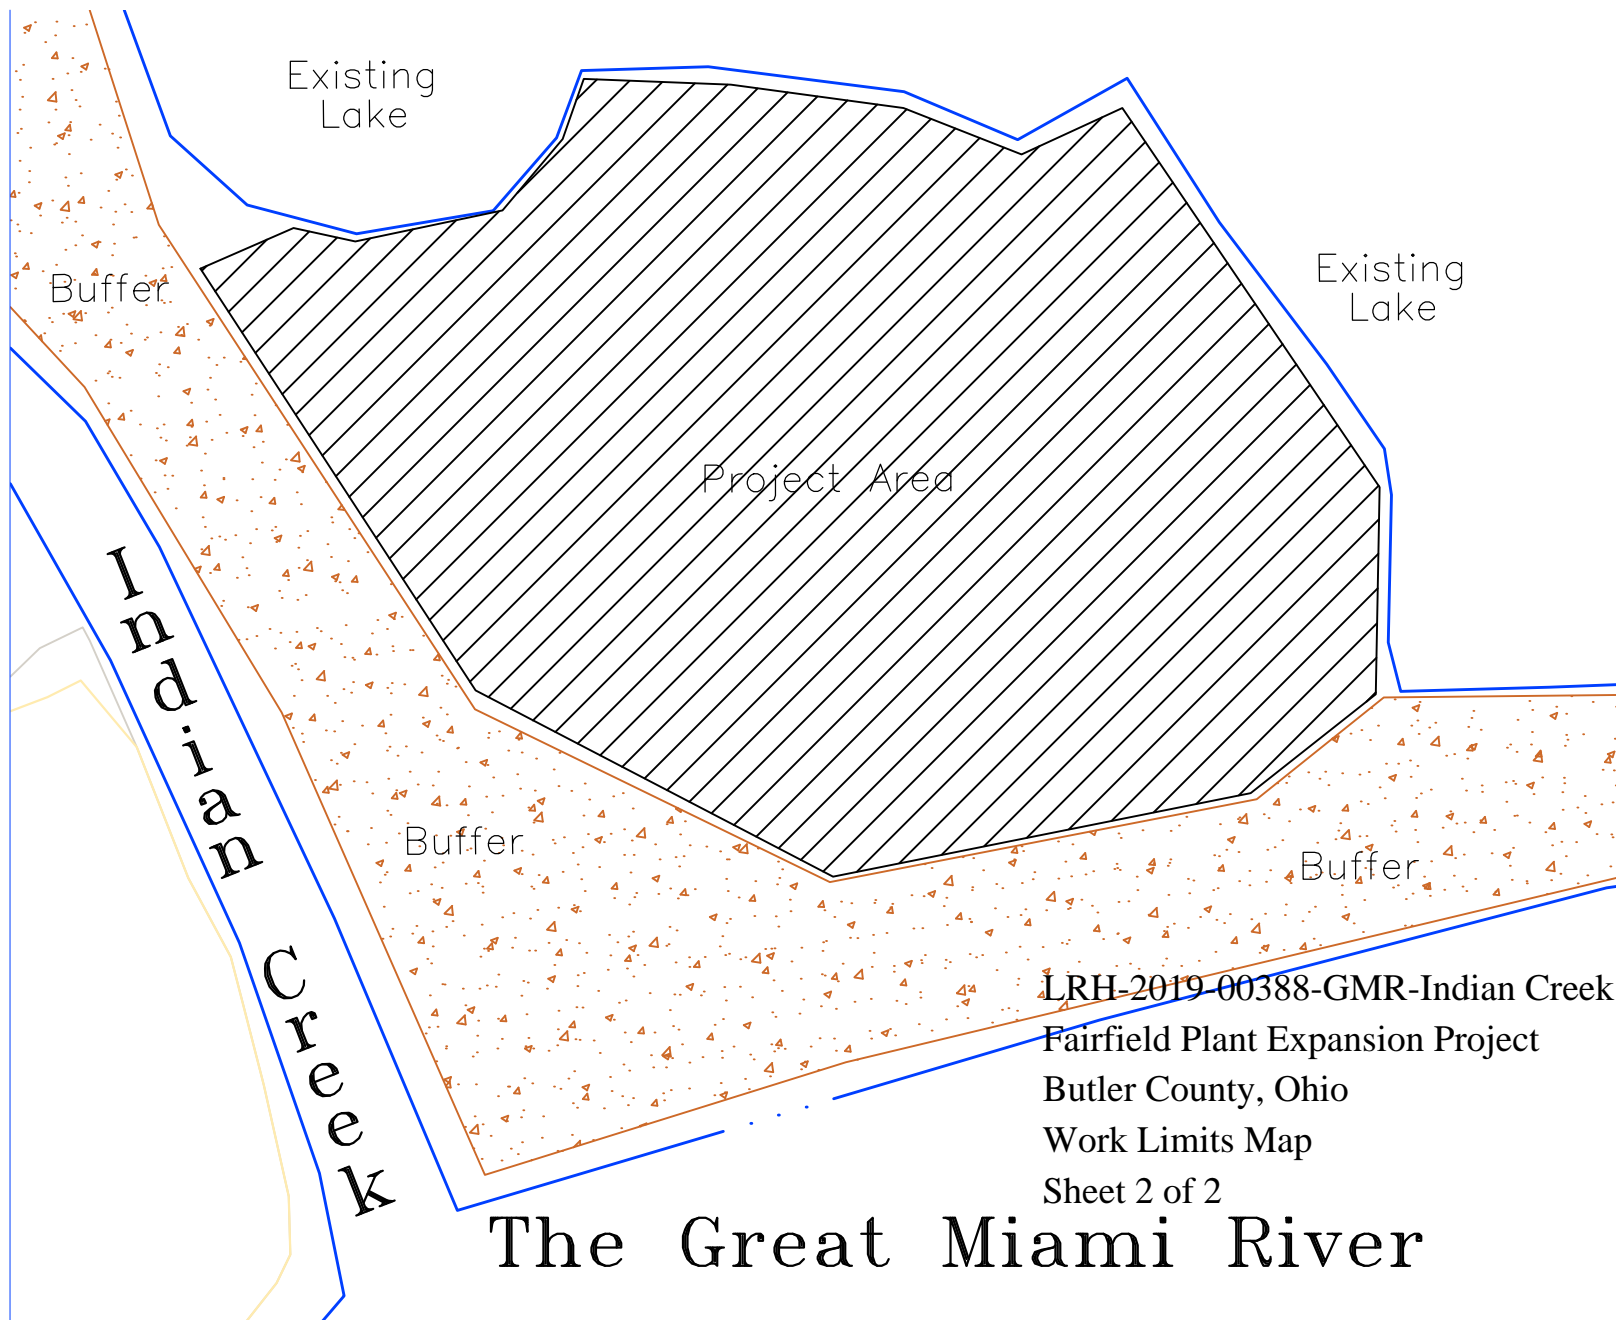 Existing
Lake
Existing
Lake
Buffer
Project Area
Indian Creek
Buffer
Buffer
LRH-2019-00388-GMR-Indian Creek
Fairfield Plant Expansion Project
Butler County, Ohio
Work Limits Map
Sheet 2 of 2
The Great Miami River